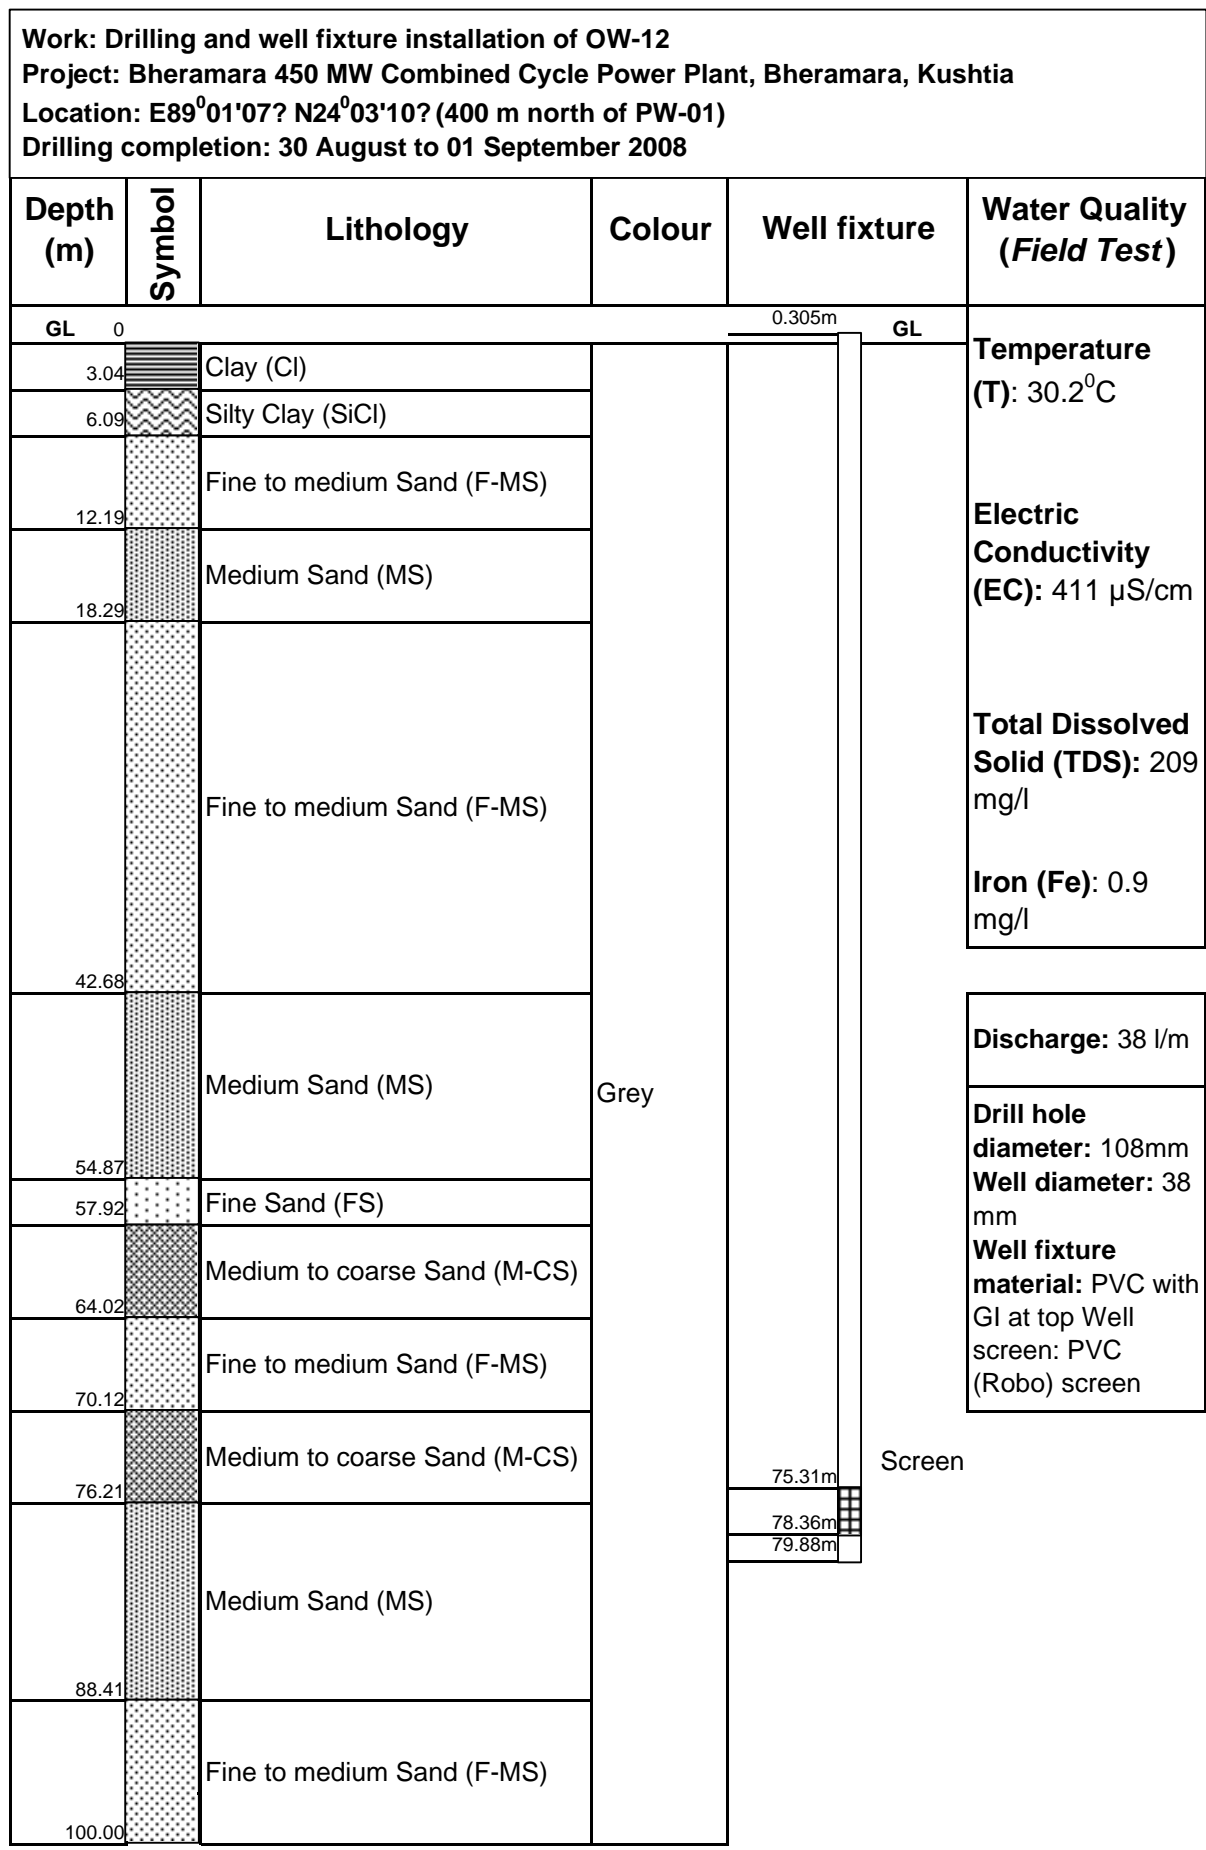 Work: Drilling and well fixture installation of OW-12
Project: Bheramara 450 MW Combined Cycle Power Plant, Bheramara, Kushtia
Location: E89⁰01'07? N24⁰03'10? (400 m north of PW-01)
Drilling completion: 30 August to 01 September 2008
Depth (m)
Symbol
Lithology
Colour
Well fixture
Water Quality
(Field Test)
GL 0
0.305m
GL
3.04
Clay (Cl)
6.09
Silty Clay (SiCl)
12.19
Fine to medium Sand (F-MS)
18.29
Medium Sand (MS)
42.68
Fine to medium Sand (F-MS)
54.87
Medium Sand (MS)
57.92
Fine Sand (FS)
64.02
Medium to coarse Sand (M-CS)
70.12
Fine to medium Sand (F-MS)
76.21
Medium to coarse Sand (M-CS)
88.41
Medium Sand (MS)
100.00
Fine to medium Sand (F-MS)
Grey
75.31m
78.36m
79.88m
Screen
Temperature
(T): 30.2⁰C
Electric
Conductivity
(EC): 411 µS/cm
Total Dissolved
Solid (TDS): 209
mg/l
Iron (Fe): 0.9
mg/l
Discharge: 38 l/m
Drill hole
diameter: 108mm
Well diameter: 38
mm
Well fixture
material: PVC with
GI at top Well
screen: PVC
(Robo) screen